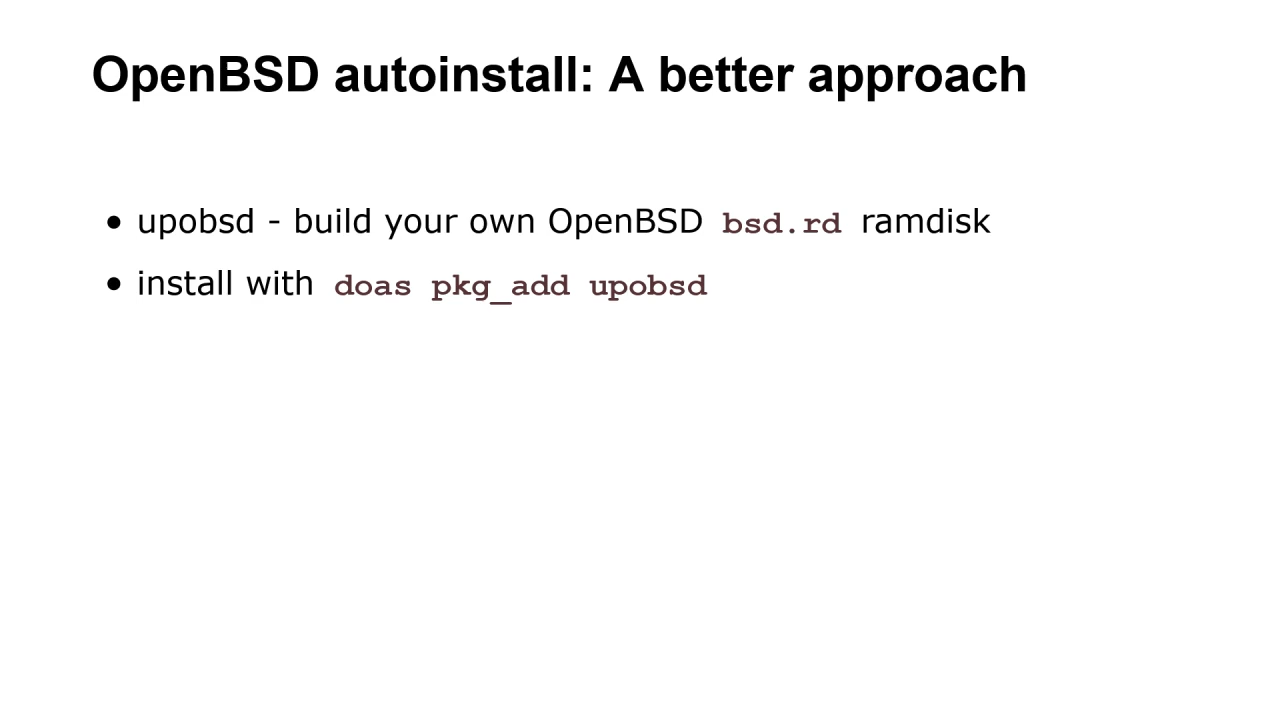 OpenBSD autoinstall: A better approach
• upobsd - build your own OpenBSD bsd.rd ramdisk
• install with doas pkg_add upobsd